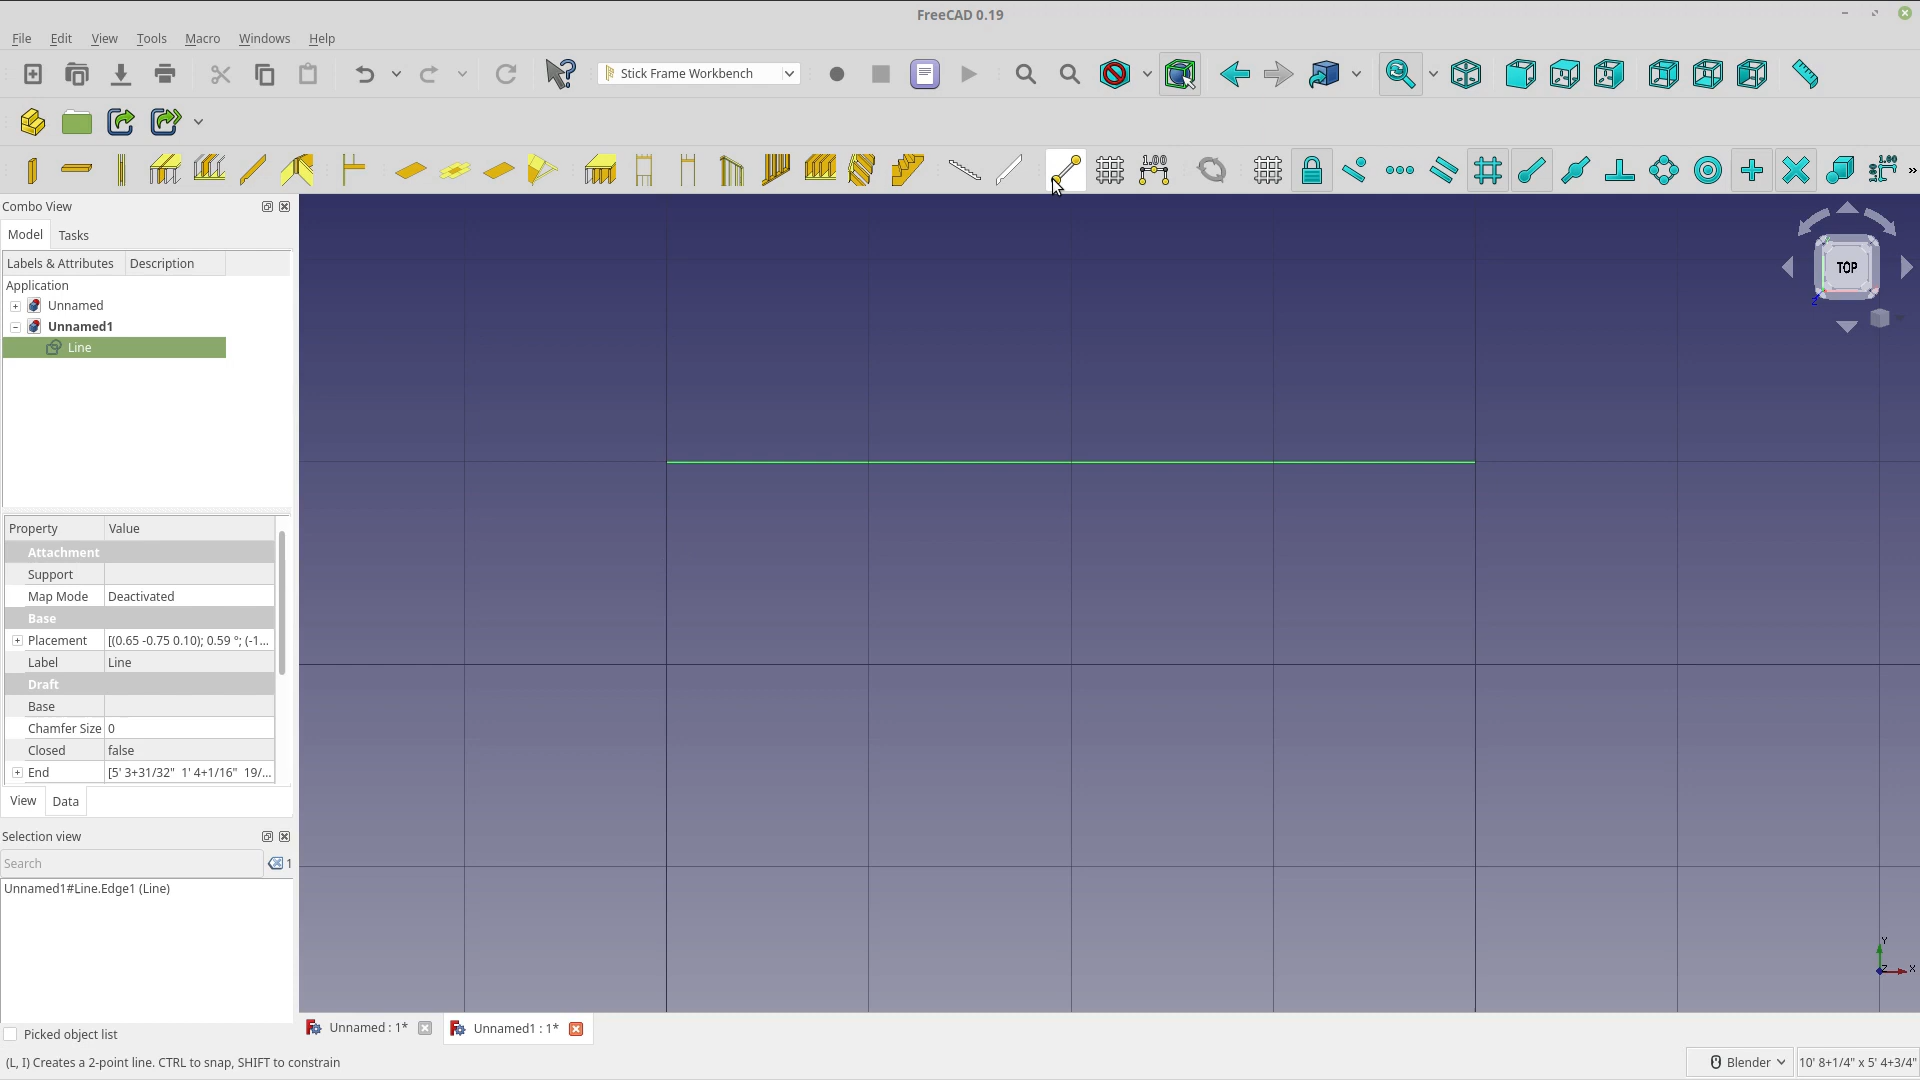 FreeCAD 0.19
File Edit View Tools Macro Windows Help
Stick Frame Workbench
1.00 1.00
Combo View
Model Tasks
Labels & Attributes Description
Application
Unnamed
Unnamed1
Line
TOP
Property Value
Attachment
Support
Map Mode Deactivated
Base
Placement [(0.65 -0.75 0.10); 0.59 °; (-1...
Label Line
Draft
Base
Chamfer Size 0
Closed false
End [5' 3+31/32" 1' 4+1/16" 19/...
View Data
Selection view
Search 1
Unnamed1#Line.Edge1 (Line)
Y
Z X
Unnamed : 1* Unnamed1 : 1*
Picked object list
(L, I) Creates a 2-point line. CTRL to snap, SHIFT to constrain
Blender 10' 8+1/4" x 5' 4+3/4"